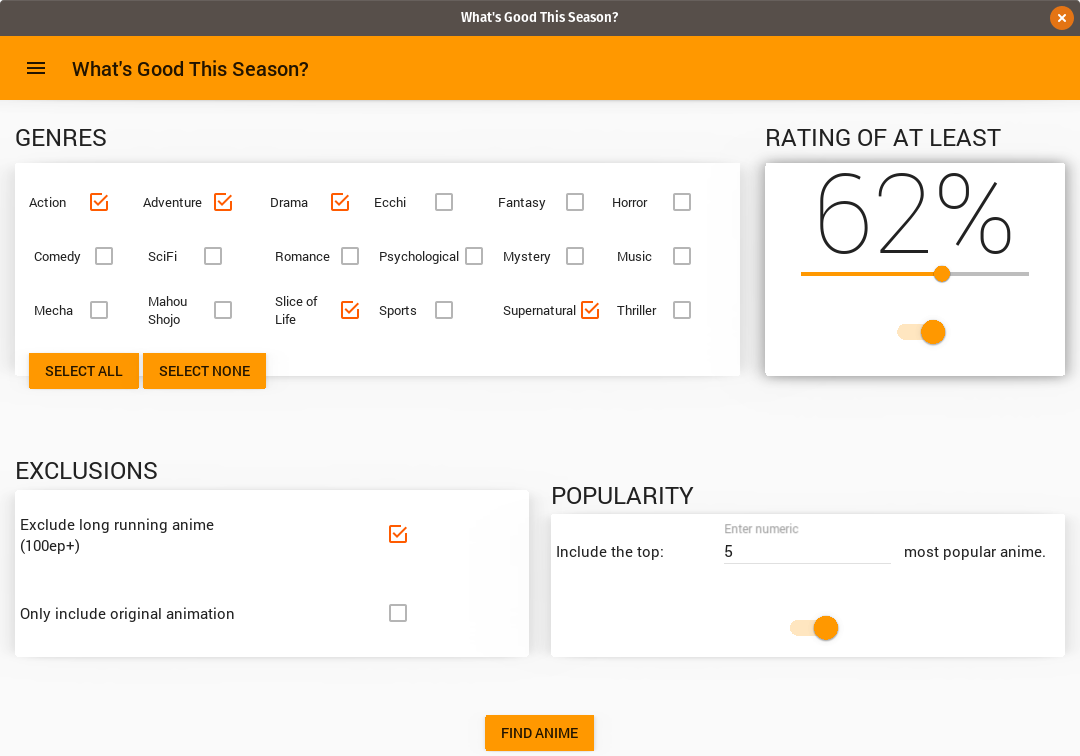 What's Good This Season?
What's Good This Season?
GENRES
RATING OF AT LEAST
Action Adventure Drama Ecchi Fantasy Horror
62%
Comedy SciFi Romance Psychological Mystery Music
Mecha Mahou Shojo Slice of Life Sports Supernatural Thriller
SELECT ALL SELECT NONE
EXCLUSIONS
Exclude long running anime
(100ep+)
Only include original animation
POPULARITY
Enter numeric
Include the top: 5 most popular anime.
FIND ANIME